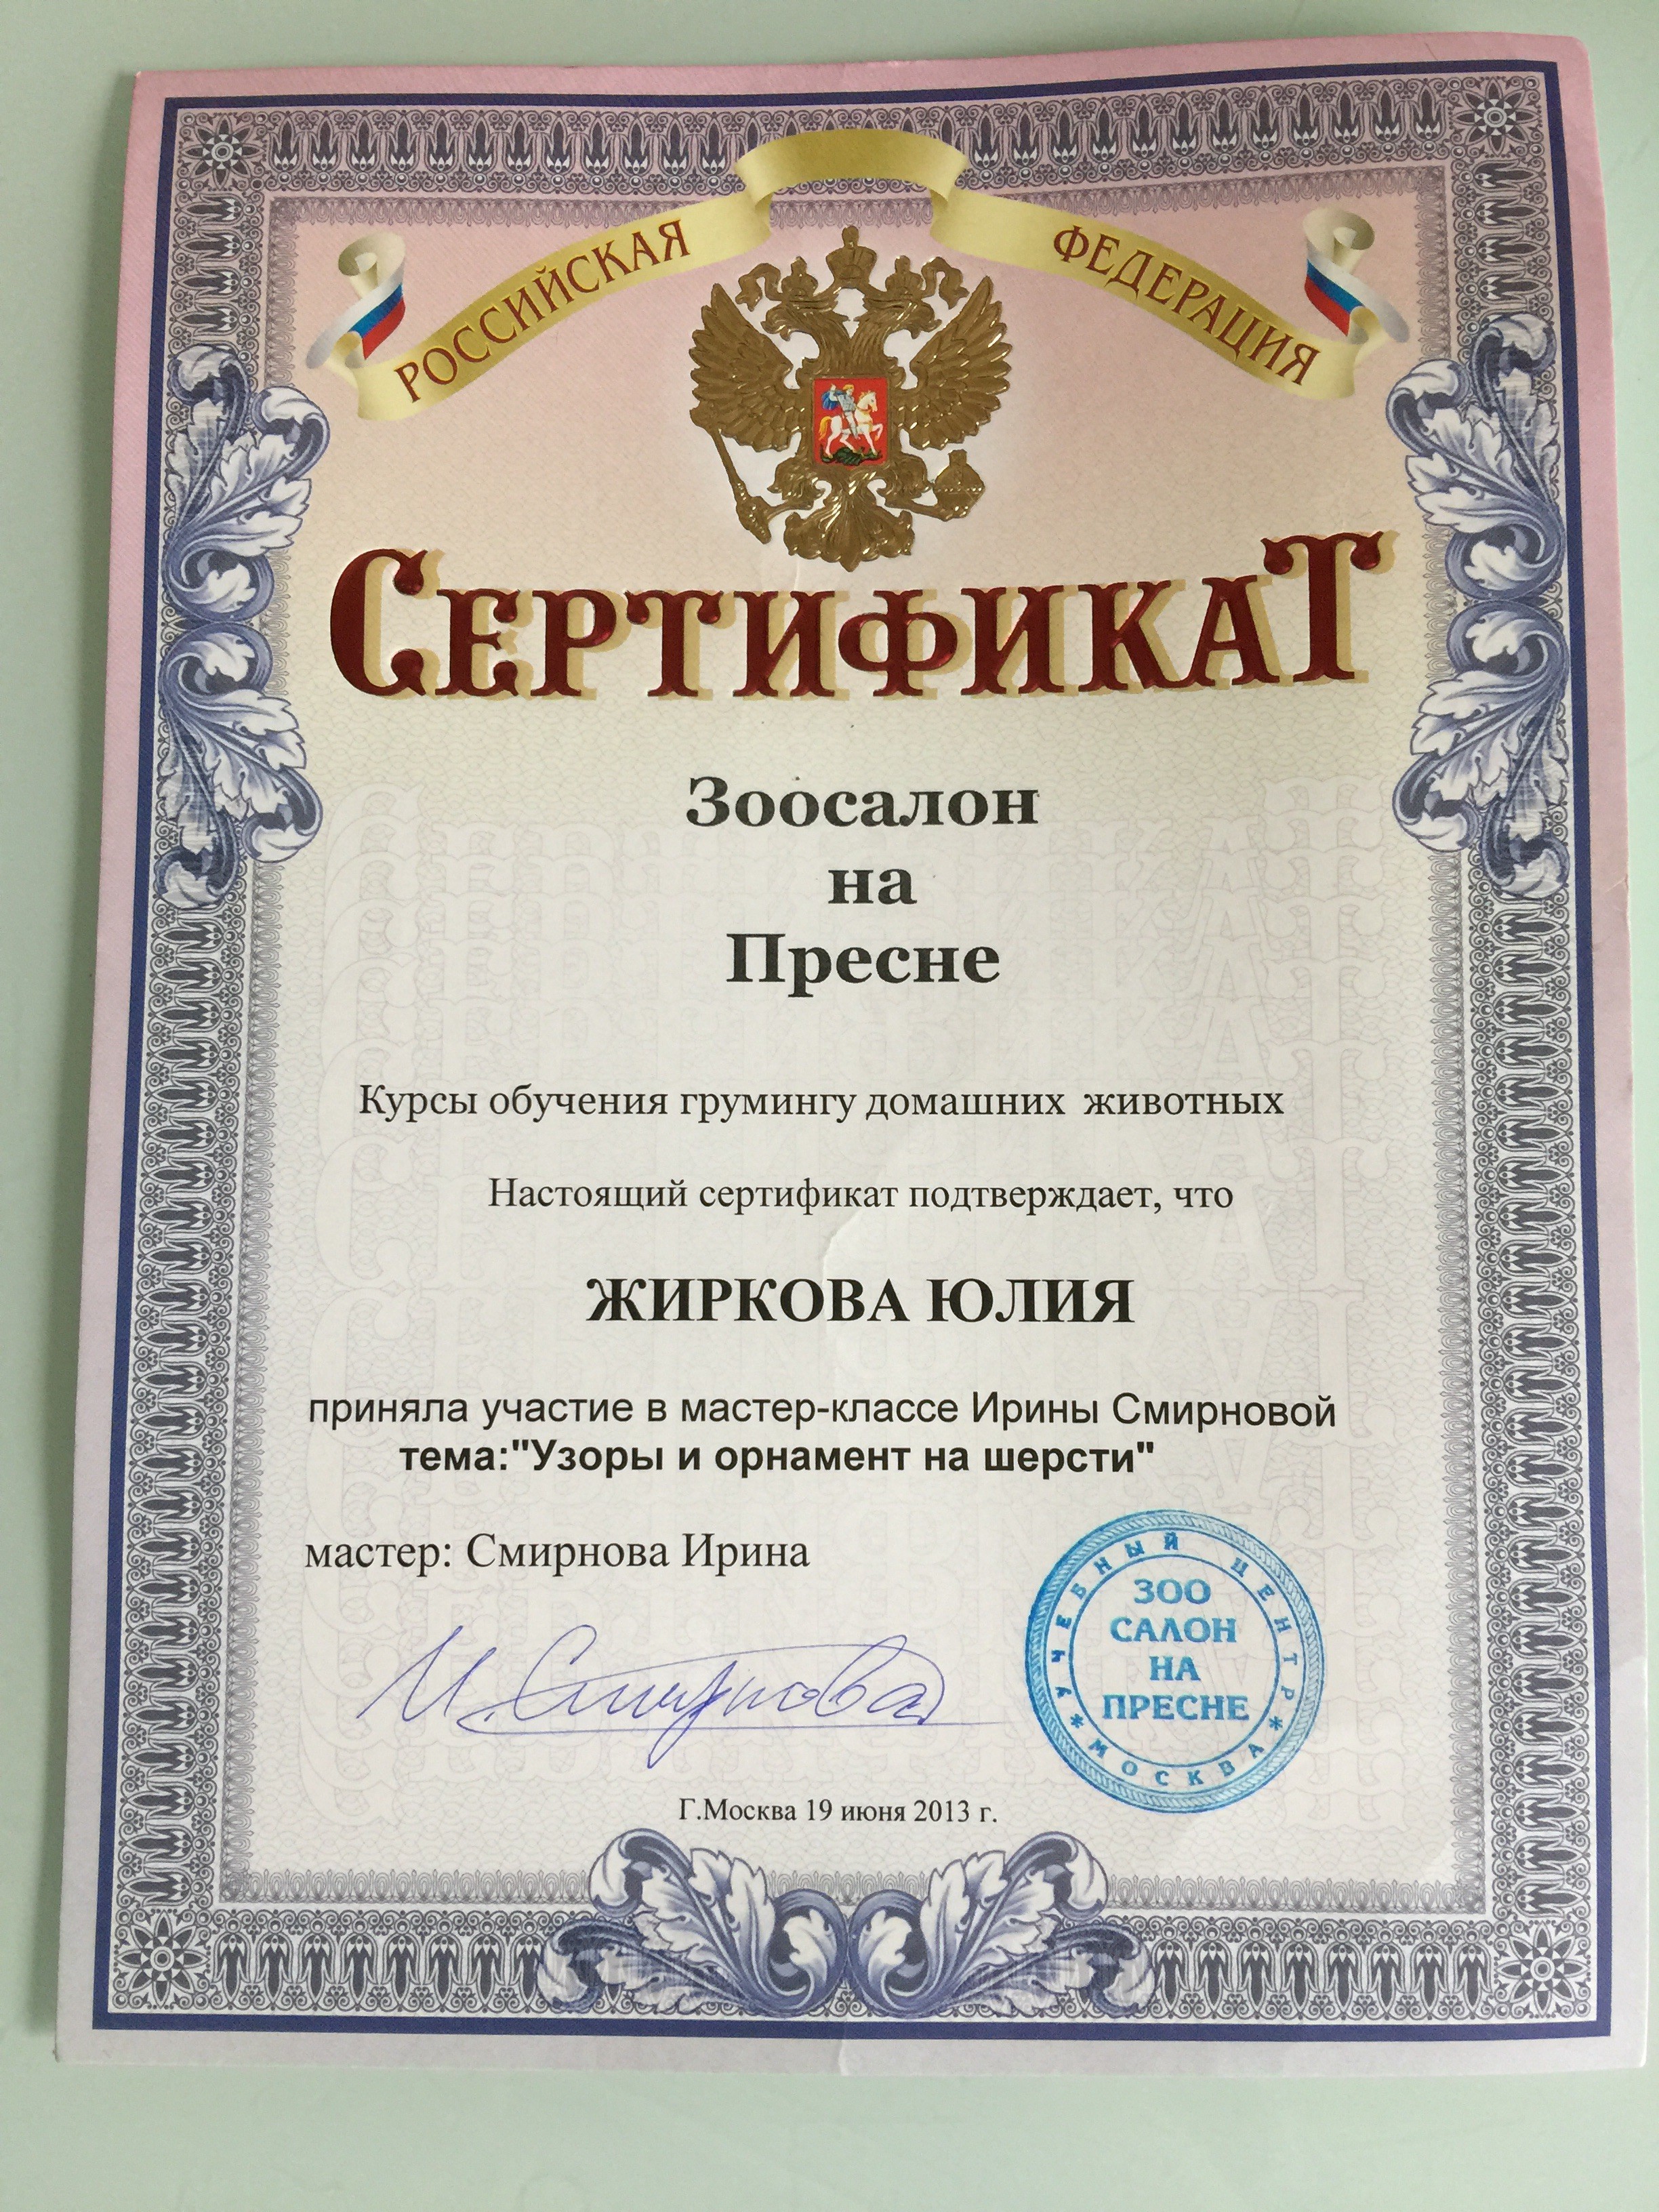 РОССИЙСКАЯ ФЕДЕРАЦИЯ
СЕРТИФИКАТ
Зоосалон
на
Пресне
Курсы обучения грумингу домашних животных
Настоящий сертификат подтверждает, что
ЖИРКОВА ЮЛИЯ
приняла участие в мастер-классе Ирины Смирновой
тема:"Узоры и орнамент на шерсти"
мастер: Смирнова Ирина
И. Смирнова
УЧЕБНЫЙ ЦЕНТР
ЗОО
САЛОН
НА
ПРЕСНЕ
* МОСКВА *
Г.Москва 19 июня 2013 г.